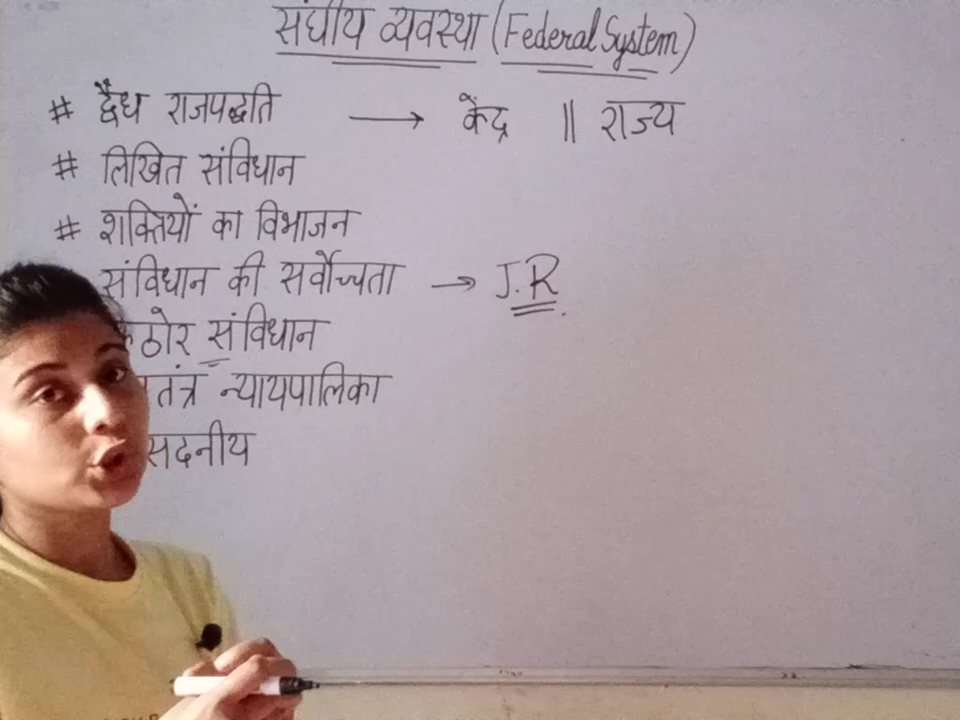 संघीय व्यवस्था (Federal System)
# द्वैध राजपद्धति → केंद्र || राज्य
# लिखित संविधान
# शक्तियों का विभाजन
संविधान की सर्वोच्चता → J.R.
कठोर संविधान
तंत्र न्यायपालिका
सदनीय